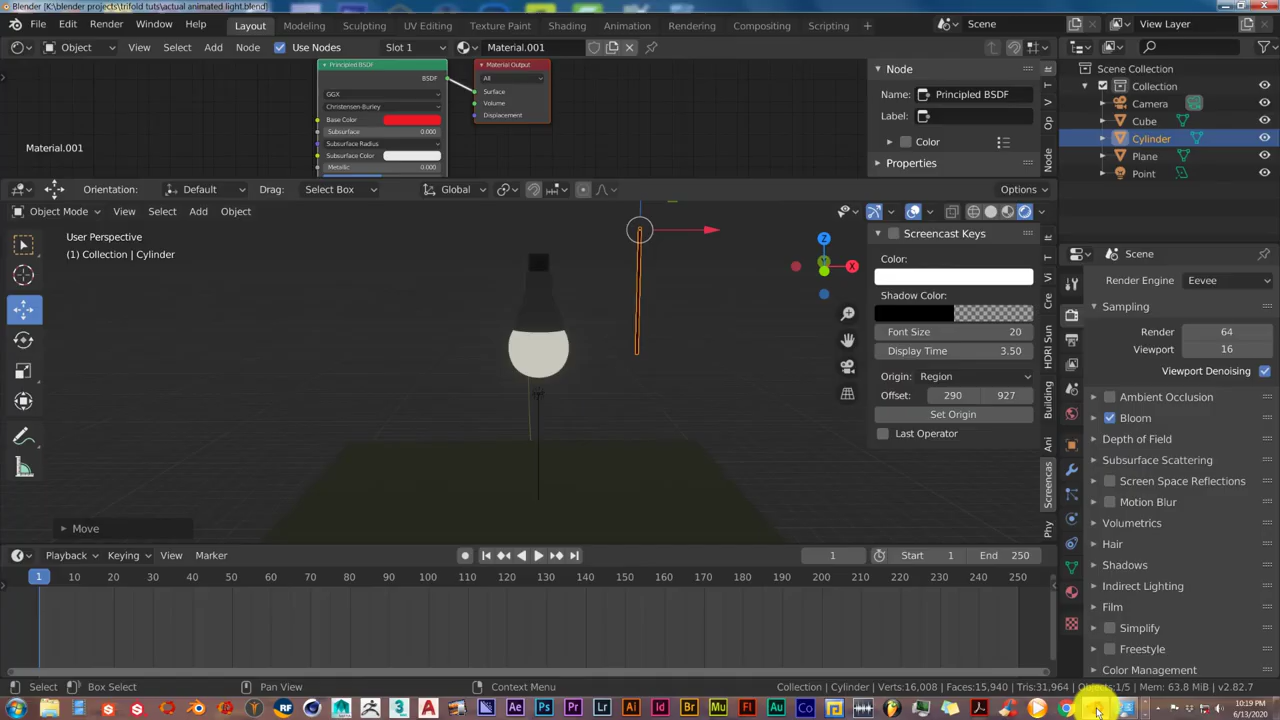 Blender [K:\blender projects\trifold tuts\actual animated light.blend]
File Edit Render Window Help Layout Modeling Sculpting UV Editing Texture Paint Shading Animation Rendering Compositing Scripting Scene View Layer
Object View Select Add Node Use Nodes Slot 1 Material.001
Principled BSDF
BSDF
GGX
Christensen-Burley
Base Color
Subsurface 0.000
Subsurface Radius
Subsurface Color
Metallic 0.000
Material Output
All
Surface
Volume
Displacement
Material.001
Node
Name: Principled BSDF
Label:
Color
Properties
Scene Collection
Collection
Camera
Cube
Cylinder
Plane
Point
Orientation: Default Drag: Select Box Global Options
Object Mode View Select Add Object
User Perspective
(1) Collection | Cylinder
Z
X
Move
Screencast Keys
Color:
Shadow Color:
Font Size 20
Display Time 3.50
Origin: Region
Offset: 290 927
Set Origin
Last Operator
Scene
Render Engine Eevee
Sampling
Render 64
Viewport 16
Viewport Denoising
Ambient Occlusion
Bloom
Depth of Field
Subsurface Scattering
Screen Space Reflections
Motion Blur
Volumetrics
Hair
Shadows
Indirect Lighting
Film
Simplify
Freestyle
Color Management
Playback Keying View Marker 1 Start 1 End 250
1 10 20 30 40 50 60 70 80 90 100 110 120 130 140 150 160 170 180 190 200 210 220 230 240 250
Select Box Select Pan View Context Menu Collection | Cylinder | Verts:16,008 | Faces:15,940 | Tris:31,964 | Objects:1/5 | Mem: 63.8 MiB | v2.82.7
10:19 PM
6/13/2020